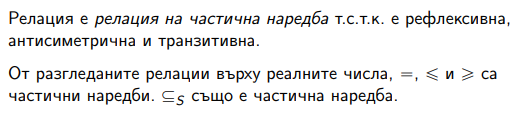 Релация е релация на частична наредба т.с.т.к. е рефлексивна,
антисиметрична и транзитивна.
От разгледаните релации върху реалните числа, =, ⩽ и ⩾ са
частични наредби. ⊆S също е частична наредба.